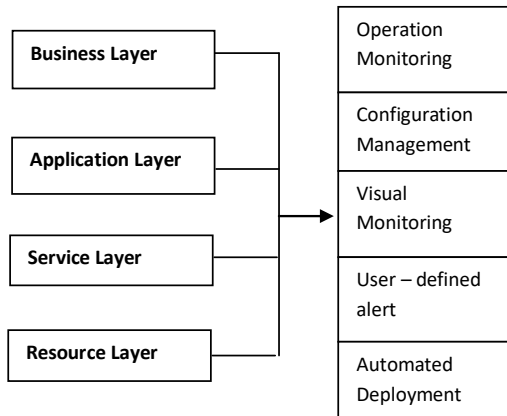 Business Layer
Application Layer
Service Layer
Resource Layer
Operation
Monitoring
Configuration
Management
Visual
Monitoring
User – defined
alert
Automated
Deployment